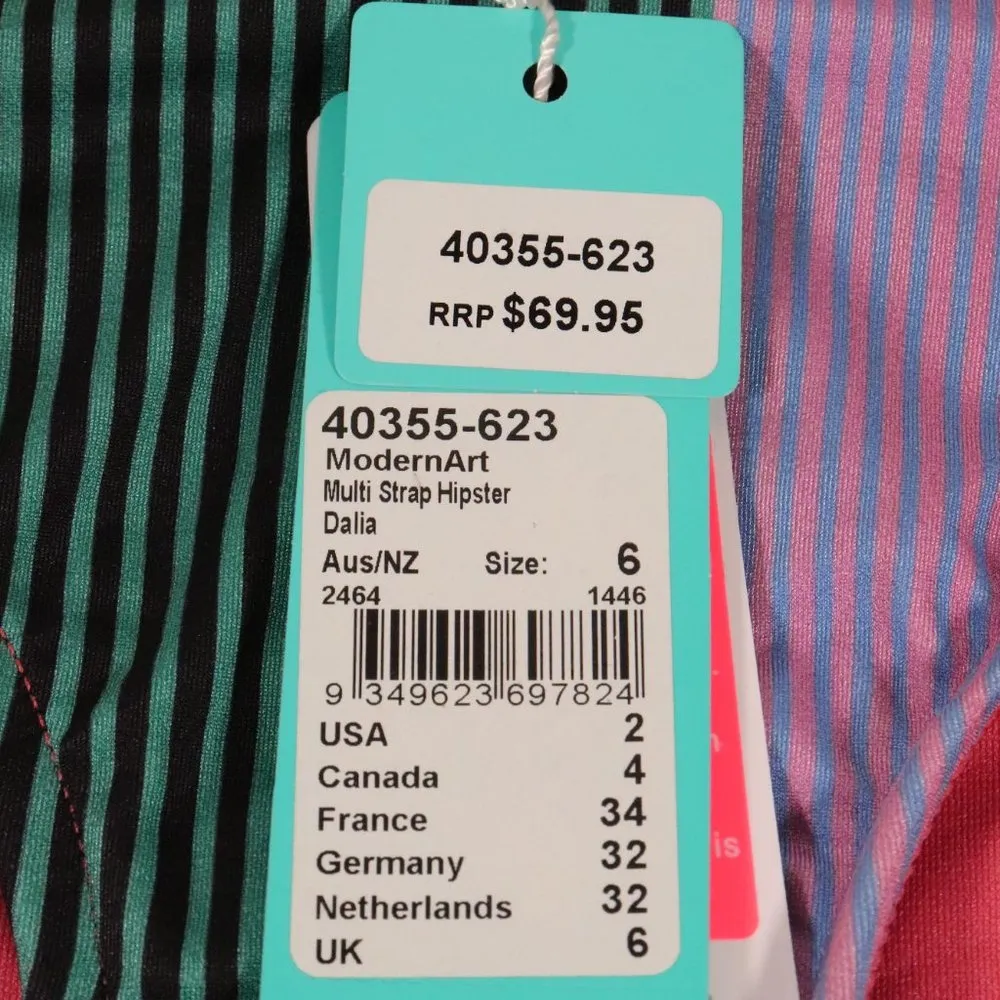 40355-623
RRP $69.95
40355-623
ModernArt
Multi Strap Hipster
Dalia
Aus/NZ Size: 6
2464 1446
9 349623 697824
USA 2
Canada 4
France 34
Germany 32
Netherlands 32
UK 6
is